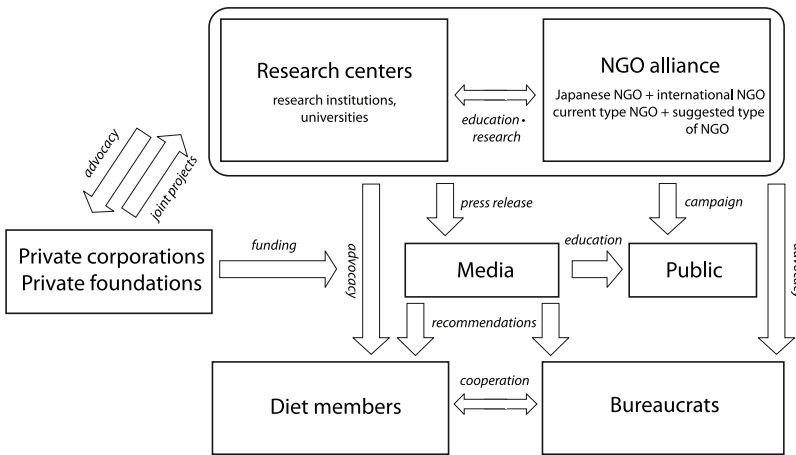 Research centers
research institutions,
universities
education·
research
NGO alliance
Japanese NGO + international NGO
current type NGO + suggested type
of NGO
advocacy
joint projects
Private corporations
Private foundations
funding
advocacy
press release
campaign
Media
education
Public
advocacy
recommendations
Diet members
cooperation
Bureaucrats